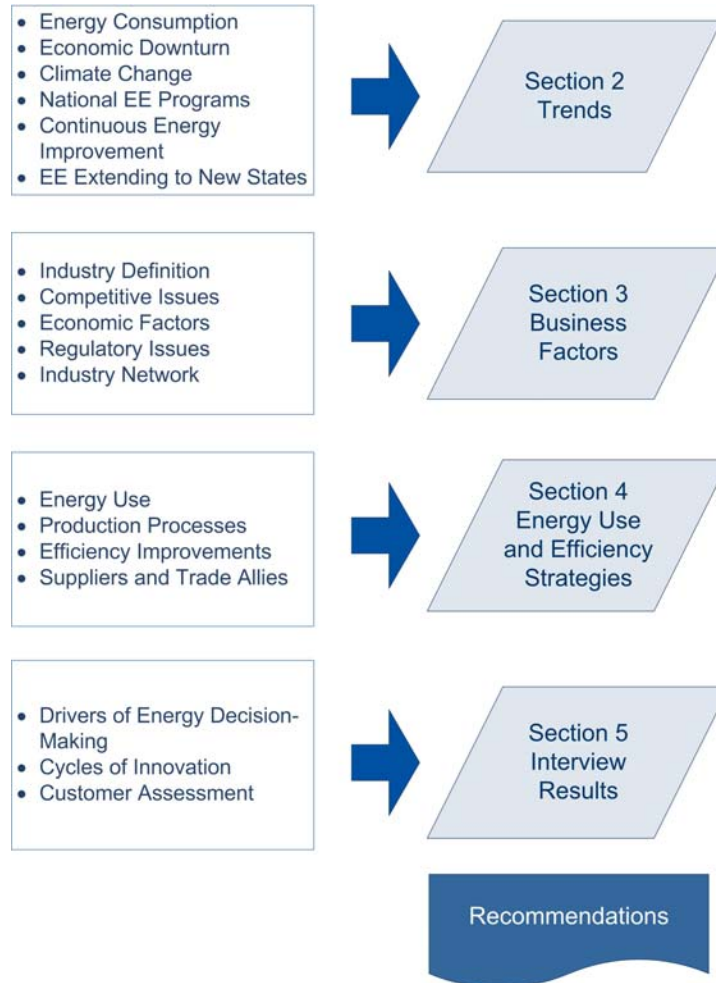 • Energy Consumption
• Economic Downturn
• Climate Change
• National EE Programs
• Continuous Energy
Improvement
• EE Extending to New States
Section 2
Trends
• Industry Definition
• Competitive Issues
• Economic Factors
• Regulatory Issues
• Industry Network
Section 3
Business
Factors
• Energy Use
• Production Processes
• Efficiency Improvements
• Suppliers and Trade Allies
Section 4
Energy Use
and Efficiency
Strategies
• Drivers of Energy Decision-
Making
• Cycles of Innovation
• Customer Assessment
Section 5
Interview
Results
Recommendations